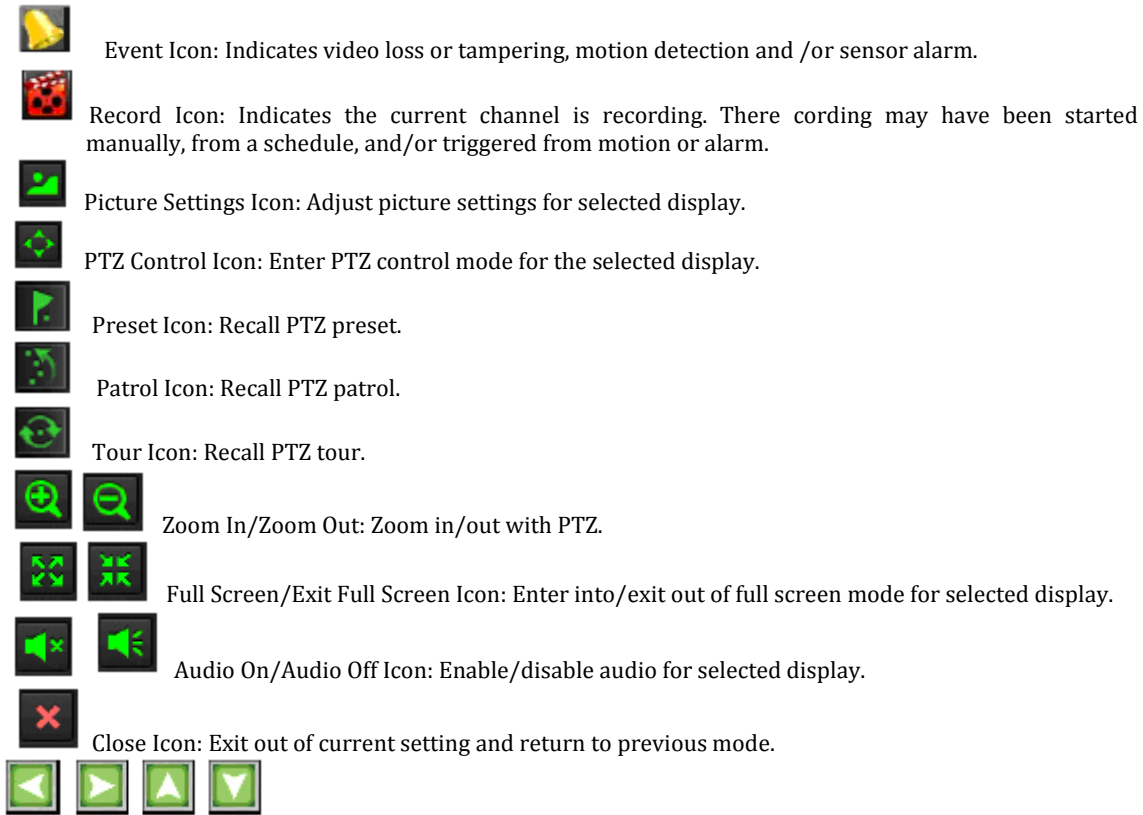 Event Icon: Indicates video loss or tampering, motion detection and /or sensor alarm.
Record Icon: Indicates the current channel is recording. There cording may have been started
manually, from a schedule, and/or triggered from motion or alarm.
Picture Settings Icon: Adjust picture settings for selected display.
PTZ Control Icon: Enter PTZ control mode for the selected display.
Preset Icon: Recall PTZ preset.
Patrol Icon: Recall PTZ patrol.
Tour Icon: Recall PTZ tour.
Zoom In/Zoom Out: Zoom in/out with PTZ.
Full Screen/Exit Full Screen Icon: Enter into/exit out of full screen mode for selected display.
Audio On/Audio Off Icon: Enable/disable audio for selected display.
Close Icon: Exit out of current setting and return to previous mode.